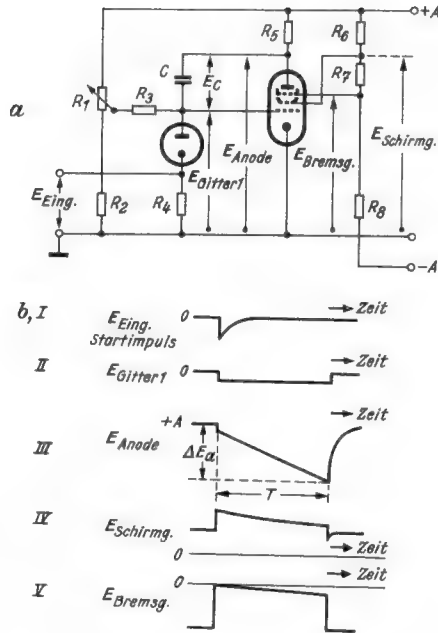 a
+A
R5
R6
C
EC
R7
R1
R3
EAnode
EBremsg.
ESchirmg.
EGitter1
EEing.
R2
R4
R8
-A
b, I
0
EEing.
Startimpuls
Zeit
II
0
EGitter1
Zeit
III
+A
EAnode
ΔEa
Zeit
T
IV
ESchirmg.
0
Zeit
V
0
EBremsg.
Zeit